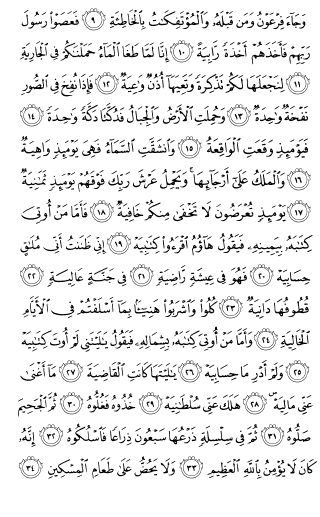 وَجَآءَ فِرۡعَوۡنُ وَمَن قَبۡلَهُۥ وَٱلۡمُؤۡتَفِكَٰتُ بِٱلۡخَاطِئَةِ ٩ فَعَصَوۡاْ رَسُولَ
رَبِّهِمۡ فَأَخَذَهُمۡ أَخۡذَةٗ رَّابِيَةً ١٠ إِنَّا لَمَّا طَغَا ٱلۡمَآءُ حَمَلۡنَٰكُمۡ فِي ٱلۡجَارِيَةِ
١١ لِنَجۡعَلَهَا لَكُمۡ تَذۡكِرَةٗ وَتَعِيَهَآ أُذُنٞ وَٰعِيَةٞ ١٢ فَإِذَا نُفِخَ فِي ٱلصُّورِ
نَفۡخَةٞ وَٰحِدَةٞ ١٣ وَحُمِلَتِ ٱلۡأَرۡضُ وَٱلۡجِبَالُ فَدُكَّتَا دَكَّةٗ وَٰحِدَةٗ ١٤
فَيَوۡمَئِذٖ وَقَعَتِ ٱلۡوَاقِعَةُ ١٥ وَٱنشَقَّتِ ٱلسَّمَآءُ فَهِيَ يَوۡمَئِذٖ وَاهِيَةٞ
١٦ وَٱلۡمَلَكُ عَلَىٰٓ أَرۡجَآئِهَاۚ وَيَحۡمِلُ عَرۡشَ رَبِّكَ فَوۡقَهُمۡ يَوۡمَئِذٖ ثَمَٰنِيَةٞ
١٧ يَوۡمَئِذٖ تُعۡرَضُونَ لَا تَخۡفَىٰ مِنكُمۡ خَافِيَةٞ ١٨ فَأَمَّا مَنۡ أُوتِيَ
كِتَٰبَهُۥ بِيَمِينِهِۦ فَيَقُولُ هَآؤُمُ ٱقۡرَءُواْ كِتَٰبِيَهۡ ١٩ إِنِّي ظَنَنتُ أَنِّي مُلَٰقٍ
حِسَابِيَهۡ ٢٠ فَهُوَ فِي عِيشَةٖ رَّاضِيَةٖ ٢١ فِي جَنَّةٍ عَالِيَةٖ ٢٢
قُطُوفُهَا دَانِيَةٞ ٢٣ كُلُواْ وَٱشۡرَبُواْ هَنِيٓـَٔۢا بِمَآ أَسۡلَفۡتُمۡ فِي ٱلۡأَيَّامِ
ٱلۡخَالِيَةِ ٢٤ وَأَمَّا مَنۡ أُوتِيَ كِتَٰبَهُۥ بِشِمَالِهِۦ فَيَقُولُ يَٰلَيۡتَنِي لَمۡ أُوتَ كِتَٰبِيَهۡ
٢٥ وَلَمۡ أَدۡرِ مَا حِسَابِيَهۡ ٢٦ يَٰلَيۡتَهَا كَانَتِ ٱلۡقَاضِيَةَ ٢٧ مَآ أَغۡنَىٰ
عَنِّي مَالِيَهۡۜ ٢٨ هَلَكَ عَنِّي سُلۡطَٰنِيَهۡ ٢٩ خُذُوهُ فَغُلُّوهُ ٣٠ ثُمَّ ٱلۡجَحِيمَ
صَلُّوهُ ٣١ ثُمَّ فِي سِلۡسِلَةٖ ذَرۡعُهَا سَبۡعُونَ ذِرَاعٗا فَٱسۡلُكُوهُ ٣٢ إِنَّهُۥ
كَانَ لَا يُؤۡمِنُ بِٱللَّهِ ٱلۡعَظِيمِ ٣٣ وَلَا يَحُضُّ عَلَىٰ طَعَامِ ٱلۡمِسۡكِينِ ٣٤